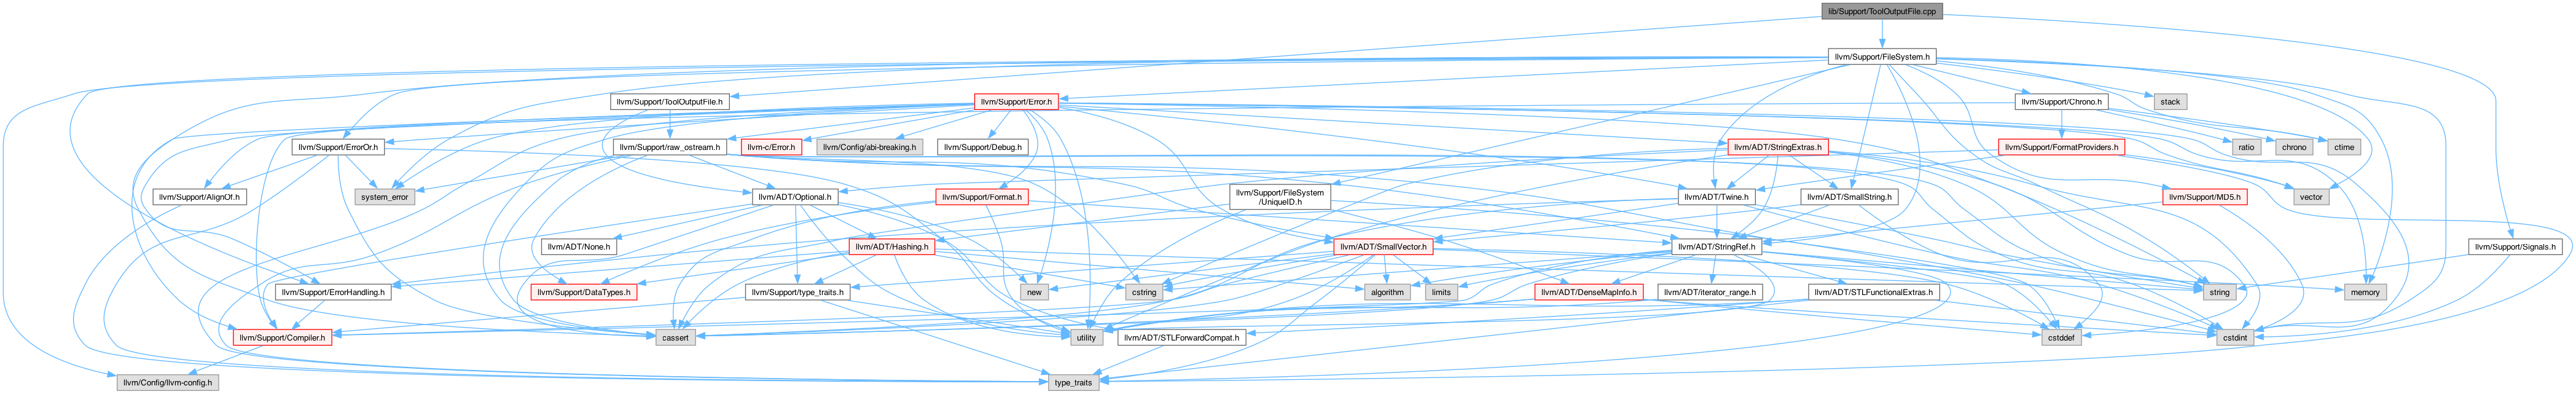 lib/Support/ToolOutputFile.cpp
llvm/Support/FileSystem.h
llvm/Support/ToolOutputFile.h
llvm/Support/Error.h
llvm/Support/Chrono.h
stack
llvm/Support/ErrorOr.h
llvm/Support/raw_ostream.h
llvm-c/Error.h
llvm/Config/abi-breaking.h
llvm/Support/Debug.h
llvm/ADT/StringExtras.h
llvm/Support/FormatProviders.h
ratio
chrono
ctime
llvm/Support/AlignOf.h
system_error
llvm/ADT/Optional.h
llvm/Support/Format.h
llvm/Support/FileSystem
/UniqueID.h
llvm/ADT/Twine.h
llvm/ADT/SmallString.h
llvm/Support/MD5.h
vector
llvm/ADT/None.h
llvm/ADT/Hashing.h
llvm/ADT/SmallVector.h
llvm/ADT/StringRef.h
llvm/Support/Signals.h
llvm/Support/ErrorHandling.h
llvm/Support/DataTypes.h
llvm/Support/type_traits.h
new
cstring
algorithm
limits
llvm/ADT/DenseMapInfo.h
llvm/ADT/iterator_range.h
llvm/ADT/STLFunctionalExtras.h
string
memory
llvm/Support/Compiler.h
cassert
utility
llvm/ADT/STLForwardCompat.h
cstddef
cstdint
llvm/Config/llvm-config.h
type_traits